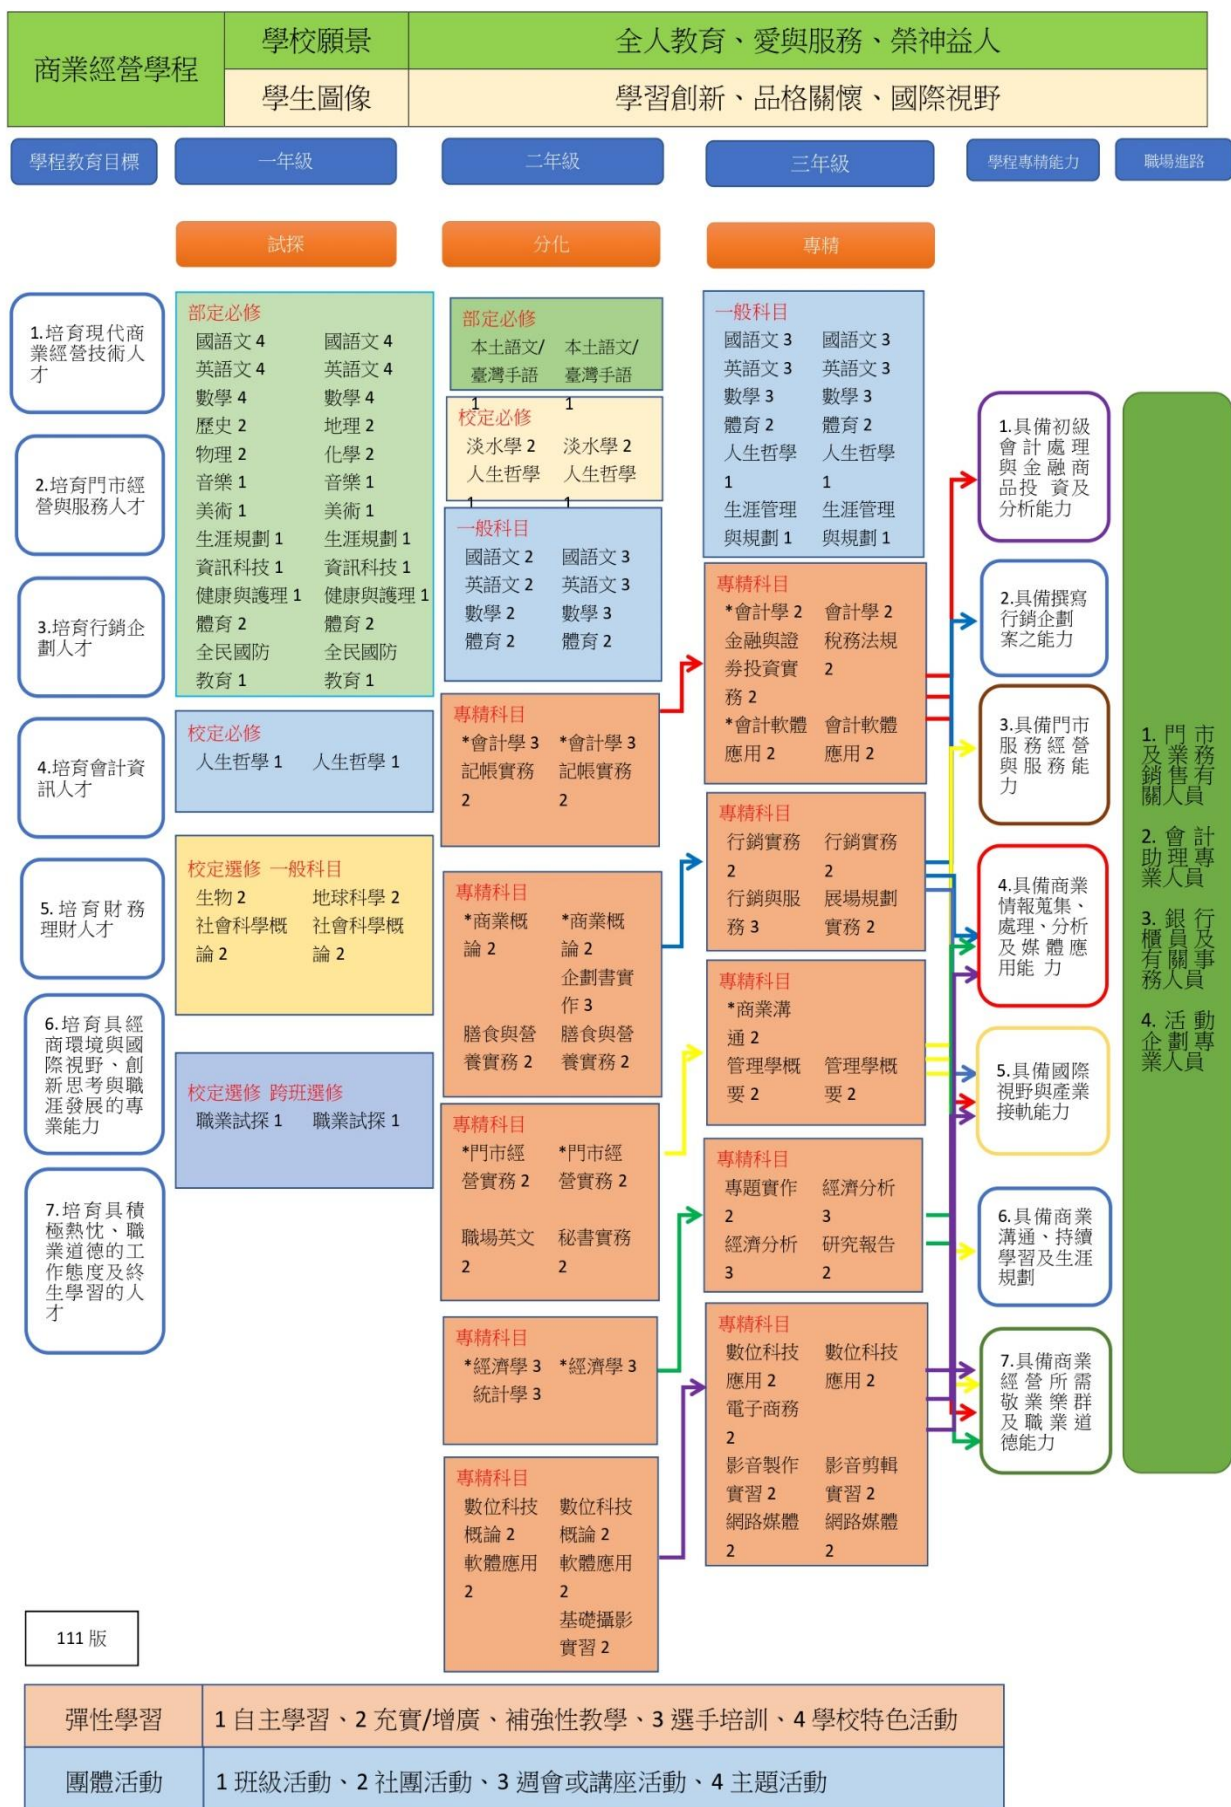 商業經營學程
學校願景
全人教育、愛與服務、榮神益人
學生圖像
學習創新、品格關懷、國際視野
學程教育目標
一年級
二年級
三年級
學程專精能力
職場進路
試探
分化
專精
1.培育現代商
業經營技術人
才
2.培育門市經
營與服務人才
3.培育行銷企
劃人才
4.培育會計資
訊人才
5.培育財務
理財人才
6.培育具經
商環境與國
際視野、創
新思考與職
涯發展的專
業能力
7.培育具積
極熱忱、職
業道德的工
作態度及終
生學習的人
才
部定必修
國語文 4 國語文 4
英語文 4 英語文 4
數學 4 數學 4
歷史 2 地理 2
物理 2 化學 2
音樂 1 音樂 1
美術 1 美術 1
生涯規劃 1 生涯規劃 1
資訊科技 1 資訊科技 1
健康與護理 1 健康與護理 1
體育 2 體育 2
全民國防 全民國防
教育 1 教育 1
校定必修
人生哲學 1 人生哲學 1
校定選修 一般科目
生物 2 地球科學 2
社會科學概 社會科學概
論 2 論 2
校定選修 跨班選修
職業試探 1 職業試探 1
部定必修
本土語文/ 本土語文/
臺灣手語 臺灣手語
1 1
校定必修
淡水學 2 淡水學 2
人生哲學 人生哲學
1 1
一般科目
國語文 2 國語文 3
英語文 2 英語文 3
數學 2 數學 3
體育 2 體育 2
專精科目
*會計學 3 *會計學 3
記帳實務 記帳實務
2 2
專精科目
*商業概 *商業概
論 2 論 2
企劃書實
作 3
膳食與營 膳食與營
養實務 2 養實務 2
專精科目
*門市經 *門市經
營實務 2 營實務 2
職場英文 秘書實務
2 2
專精科目
*經濟學 3 *經濟學 3
統計學 3
專精科目
數位科技 數位科技
概論 2 概論 2
軟體應用 軟體應用
2 2
基礎攝影
實習 2
一般科目
國語文 3 國語文 3
英語文 3 英語文 3
數學 3 數學 3
體育 2 體育 2
人生哲學 人生哲學
1 1
生涯管理 生涯管理
與規劃 1 與規劃 1
專精科目
*會計學 2 會計學 2
金融與證 稅務法規
券投資實 2
務 2
*會計軟體 會計軟體
應用 2 應用 2
專精科目
行銷實務 行銷實務
2 2
行銷與服 展場規劃
務 3 實務 2
專精科目
*商業溝
通 2
管理學概 管理學概
要 2 要 2
專精科目
專題實作 經濟分析
2 3
經濟分析 研究報告
3 2
專精科目
數位科技 數位科技
應用 2 應用 2
電子商務
2
影音製作 影音剪輯
實習 2 實習 2
網路媒體 網路媒體
2 2
1.具備初級
會計處理
與金融商
品投 資及
分析能力
2.具備撰寫
行銷企劃
案之能力
3.具備門市
服務經營
與服務能
力
4.具備商業
情報蒐集、
處理、分析
及媒體應
用能 力
5.具備國際
視野與產業
接軌能力
6.具備商業
溝通、持續
學習及生涯
規劃
7.具備商業
經營所需
敬業樂群
及職業道
德能力
1.門市
及業務
銷售有
關人員
2.會計
助理專
業人員
3.銀行
櫃員及
有關事
務人員
4.活動
企劃專
業人員
111 版
彈性學習 1 自主學習、2 充實/增廣、補強性教學、3 選手培訓、4 學校特色活動
團體活動 1 班級活動、2 社團活動、3 週會或講座活動、4 主題活動